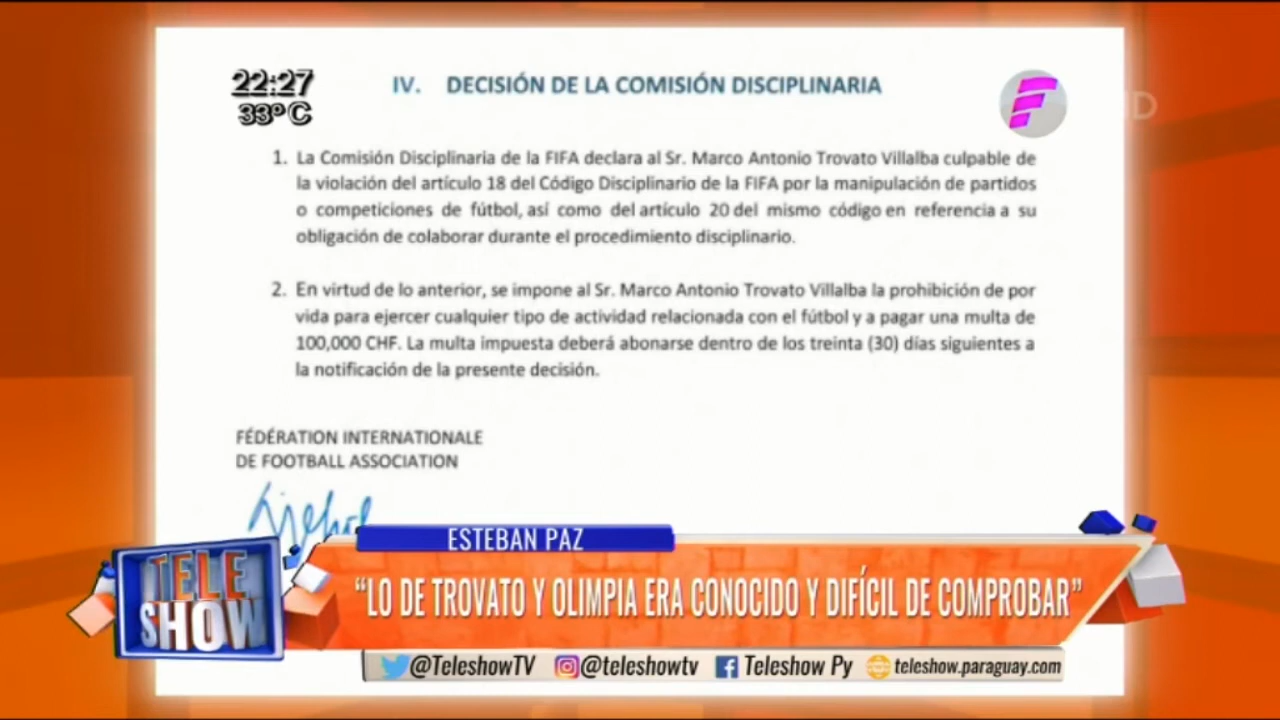 22:27
33°C
IV. DECISIÓN DE LA COMISIÓN DISCIPLINARIA
HD
1. La Comisión Disciplinaria de la FIFA declara al Sr. Marco Antonio Trovato Villalba culpable de
la violación del artículo 18 del Código Disciplinario de la FIFA por la manipulación de partidos
o competiciones de fútbol, así como del artículo 20 del mismo código en referencia a su
obligación de colaborar durante el procedimiento disciplinario.
2. En virtud de lo anterior, se impone al Sr. Marco Antonio Trovato Villalba la prohibición de por
vida para ejercer cualquier tipo de actividad relacionada con el fútbol y a pagar una multa de
100,000 CHF. La multa impuesta deberá abonarse dentro de los treinta (30) días siguientes a
la notificación de la presente decisión.
FÉDÉRATION INTERNATIONALE
DE FOOTBALL ASSOCIATION
ESTEBAN PAZ
TELE
SHOW
“LO DE TROVATO Y OLIMPIA ERA CONOCIDO Y DIFÍCIL DE COMPROBAR”
@TeleshowTV @teleshowtv Teleshow Py teleshow.paraguay.com